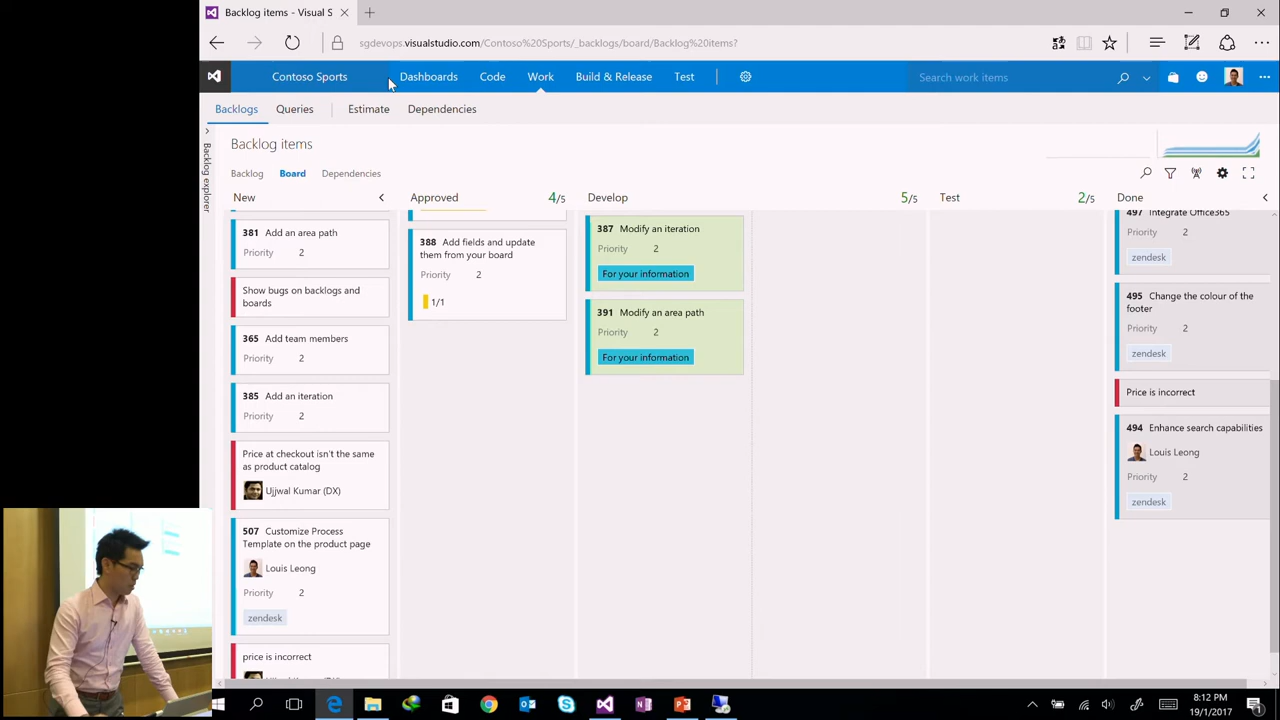 Backlog items - Visual S
sgdevops.visualstudio.com/Contoso%20Sports/_backlogs/board/Backlog%20items?
Contoso Sports
Dashboards
Code
Work
Build & Release
Test
Search work items
Backlogs
Queries
Estimate
Dependencies
Backlog explorer
Backlog items
Backlog
Board
Dependencies
New
Approved
4/5
Develop
5/5
Test
2/5
Done
381 Add an area path
Priority 2
Show bugs on backlogs and
boards
365 Add team members
Priority 2
385 Add an iteration
Priority 2
Price at checkout isn't the same
as product catalog
Ujjwal Kumar (DX)
507 Customize Process
Template on the product page
Louis Leong
Priority 2
zendesk
price is incorrect
388 Add fields and update
them from your board
Priority 2
1/1
387 Modify an iteration
Priority 2
For your information
391 Modify an area path
Priority 2
For your information
497 Integrate Office365
Priority 2
zendesk
495 Change the colour of the
footer
Priority 2
zendesk
Price is incorrect
494 Enhance search capabilities
Louis Leong
Priority 2
zendesk
8:12 PM
19/1/2017